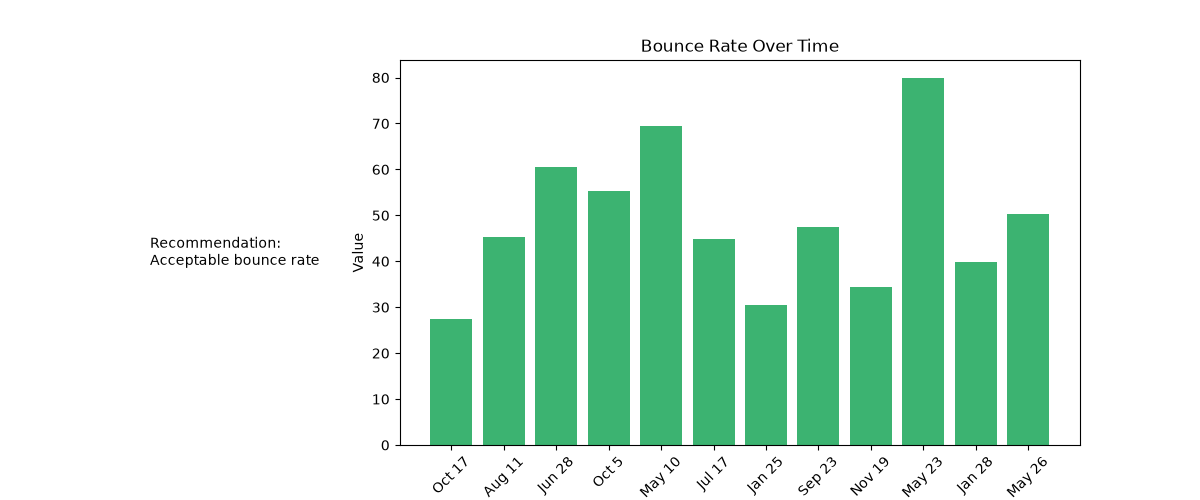 Bounce Rate Over Time
Recommendation:
Acceptable bounce rate
Value
80
70
60
50
40
30
20
10
0
Oct 17
Aug 11
Jun 28
Oct 5
May 10
Jul 17
Jan 25
Sep 23
Nov 19
May 23
Jan 28
May 26